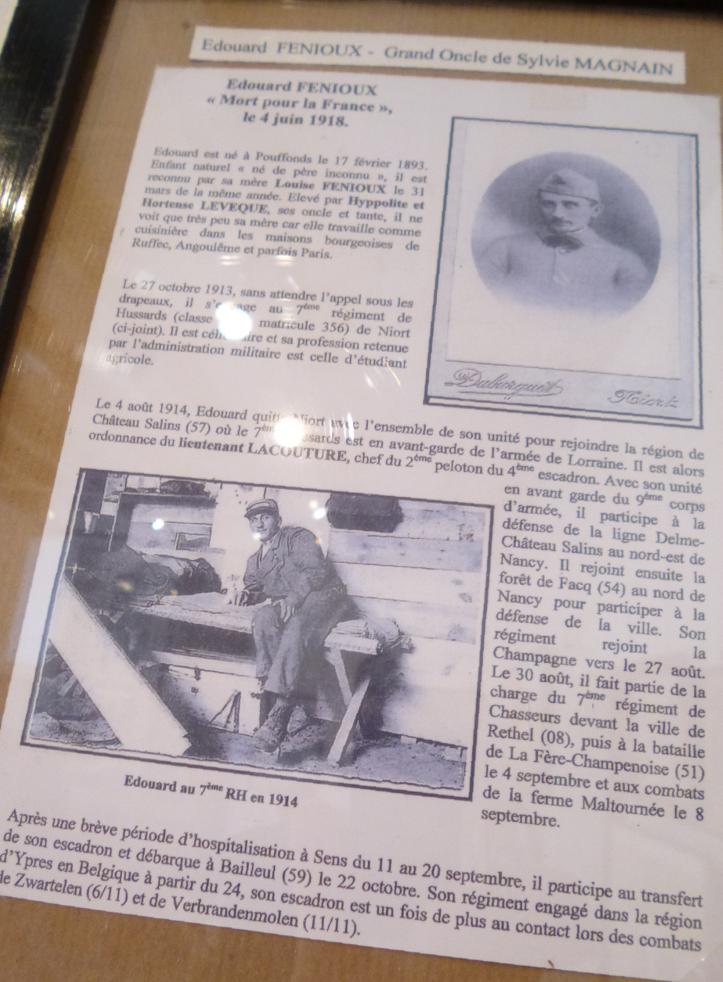 Edouard FENIOUX - Grand Oncle de Sylvie MAGNAIN
Edouard FENIOUX
« Mort pour la France »,
le 4 juin 1918.
Edouard est né à Pouffonds le 17 février 1893.
Enfant naturel « né de père inconnu », il est
reconnu par sa mère Louise FENIOUX le 31
mars de la même année. Elevé par Hyppolite et
Hortense LEVEQUE, ses oncle et tante, il ne
voit que très peu sa mère car elle travaille comme
cuisinière dans les maisons bourgeoises de
Ruffec, Angoulême et parfois Paris.
Le 27 octobre 1913, sans attendre l'appel sous les
drapeaux, il au 7ème régiment de
Hussards (classe matricule 356) de Niort
(ci-joint). Il est et sa profession retenue
par l'administration militaire est celle d'étudiant
agricole.
Niort
Le 4 août 1914, Edouard quitte Niort avec l'ensemble de son unité pour rejoindre la région de
Château Salins (57) où le 7ème est en avant-garde de l'armée de Lorraine. Il est alors
ordonnance du lieutenant LACOUTURE, chef du 2ème peloton du 4ème escadron. Avec son unité
en avant garde du 9ème corps
d'armée, il participe à la
défense de la ligne Delme-
Château Salins au nord-est de
Nancy. Il rejoint ensuite la
forêt de Facq (54) au nord de
Nancy pour participer à la
défense de la ville. Son
régiment rejoint la
Champagne vers le 27 août.
Le 30 août, il fait partie de la
charge du 7ème régiment de
Chasseurs devant la ville de
Rethel (08), puis à la bataille
de La Fère-Champenoise (51)
le 4 septembre et aux combats
de la ferme Maltournée le 8
septembre.
Edouard au 7ème RH en 1914
Après une brève période d'hospitalisation à Sens du 11 au 20 septembre, il participe au transfert
de son escadron et débarque à Bailleul (59) le 22 octobre. Son régiment engagé dans la région
d'Ypres en Belgique à partir du 24, son escadron est un fois de plus au contact lors des combats
de Zwartelen (6/11) et de Verbrandenmolen (11/11).